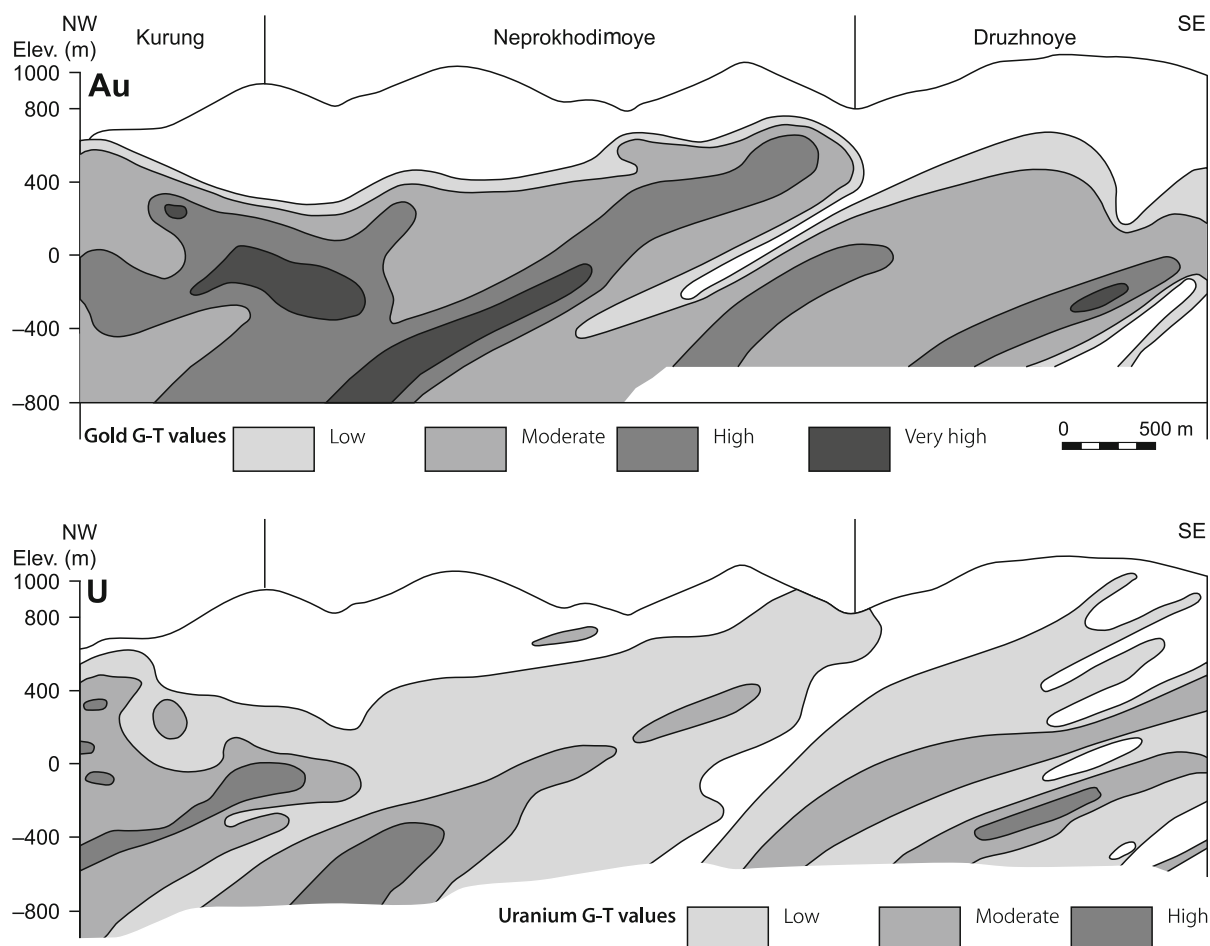 NW
SE
Kurung
Neprokhodimoye
Druzhnoye
Elev. (m)
1000
Au
800
400
0
–400
–800
Gold G-T values
Low
Moderate
High
Very high
0
500 m
NW
SE
Elev. (m)
1000
U
800
400
0
–400
–800
Uranium G-T values
Low
Moderate
High